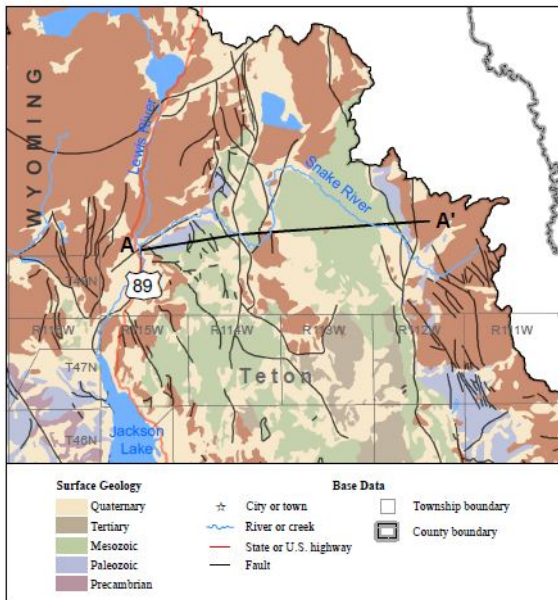 WYOMING
Lewis River
Snake River
A
A'
89
T48N
R116W
R115W
R114W
R113W
R112W
R111W
T47N
Teton
T46N
Jackson
Lake
Surface Geology
Quaternary
Tertiary
Mesozoic
Paleozoic
Precambrian
Base Data
City or town
River or creek
State or U.S. highway
Fault
Township boundary
County boundary